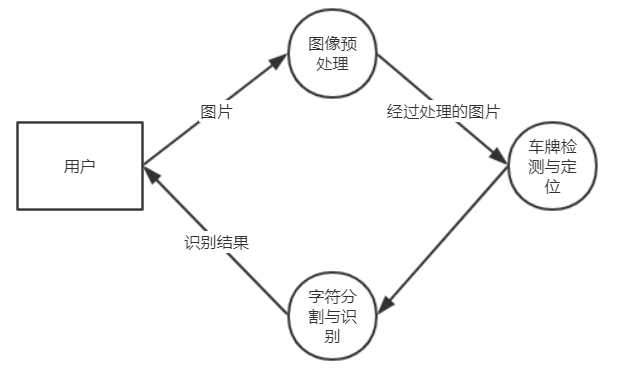 图像预
处理
图片
经过处理的图片
用户
车牌检
测与定
位
识别结果
字符分
割与识
别